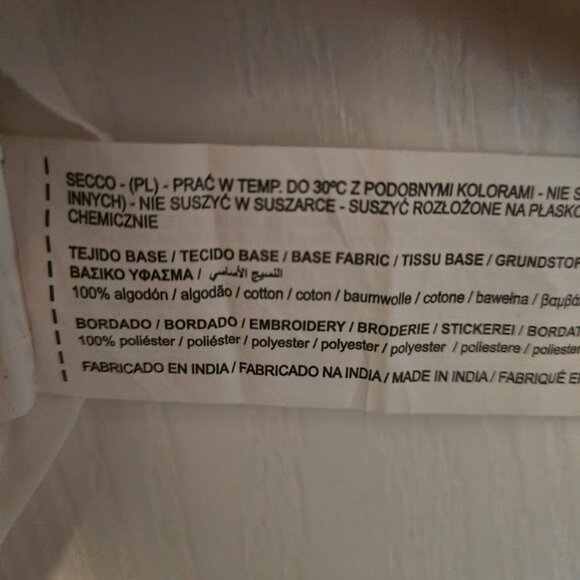 SECCO - (PL) - PRAĆ W TEMP. DO 30ºC Z PODOBNYMI KOLORAMI - NIE S
INNYCH) - NIE SUSZYĆ W SUSZARCE - SUSZYĆ ROZŁOŻONE NA PŁASKO
CHEMICZNIE
TEJIDO BASE / TECIDO BASE / BASE FABRIC / TISSU BASE / GRUNDSTOF
ΒΑΣΙΚΟ ΥΦΑΣΜΑ / النسيج الأساسي
100% algodón / algodão / cotton / coton / baumwolle / cotone / bawełna / βαμβά
BORDADO / BORDADO / EMBROIDERY / BRODERIE / STICKEREI / BORDAT
100% poliéster / poliéster / polyester / polyester / polyester / poliestere / poliester
FABRICADO EN INDIA / FABRICADO NA INDIA / MADE IN INDIA / FABRIQUÉ E